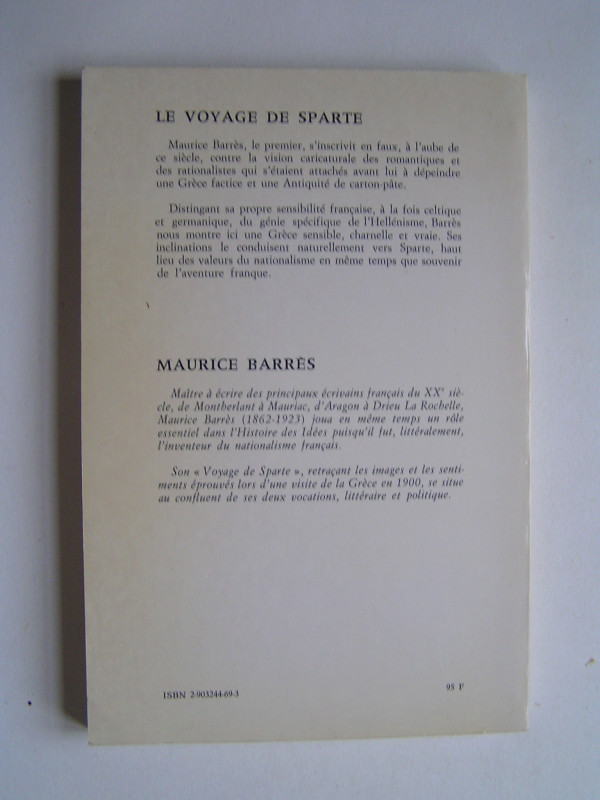 LE VOYAGE DE SPARTE
Maurice Barrès, le premier, s'inscrivit en faux, à l'aube de
ce siècle, contre la vision caricaturale des romantiques et
des rationalistes qui s'étaient attachés avant lui à dépeindre
une Grèce factice et une Antiquité de carton-pâte.
Distingant sa propre sensibilité française, à la fois celtique
et germanique, du génie spécifique de l'Hellénisme, Barrès
nous montre ici une Grèce sensible, charnelle et vraie. Ses
inclinations le conduisent naturellement vers Sparte, haut
lieu des valeurs du nationalisme en même temps que souvenir
de l'aventure franque.
MAURICE BARRÈS
Maître à écrire des principaux écrivains français du XXe siè-
cle, de Montherlant à Mauriac, d'Aragon à Drieu La Rochelle,
Maurice Barrès (1862-1923) joua en même temps un rôle
essentiel dans l'Histoire des Idées puisqu'il fut, littéralement,
l'inventeur du nationalisme français.
Son « Voyage de Sparte », retraçant les images et les senti-
ments éprouvés lors d'une visite de la Grèce en 1900, se situe
au confluent de ses deux vocations, littéraire et politique.
ISBN 2-903244-69-3
95 F